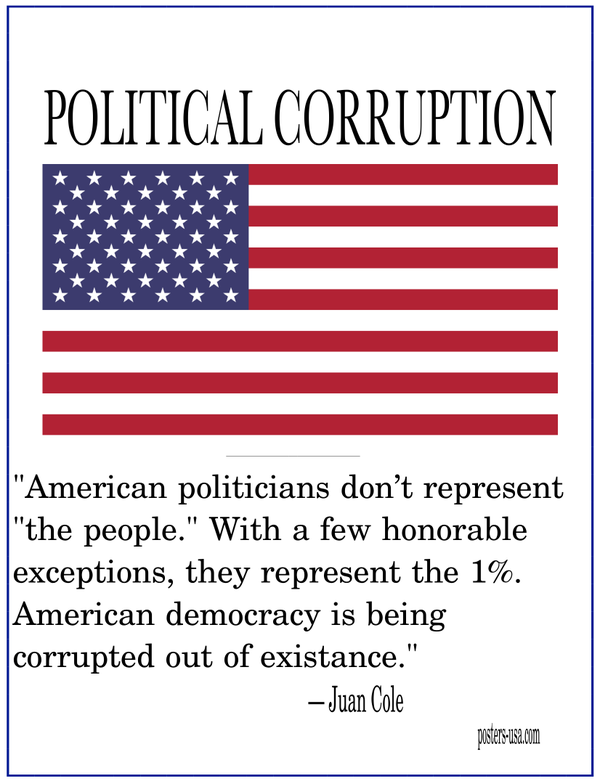 POLITICAL CORRUPTION
"American politicians don’t represent
"the people." With a few honorable
exceptions, they represent the 1%.
American democracy is being
corrupted out of existance."
– Juan Cole
posters-usa.com